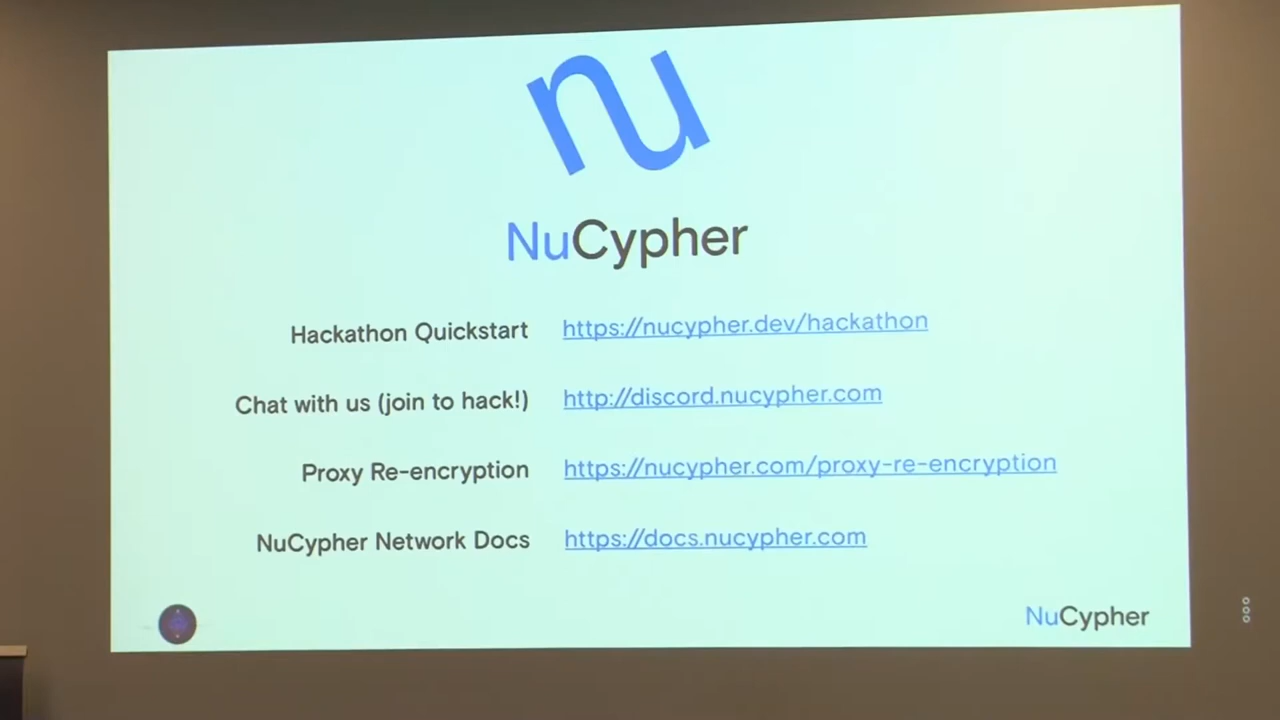 nu
NuCypher
Hackathon Quickstart https://nucypher.dev/hackathon
Chat with us (join to hack!) http://discord.nucypher.com
Proxy Re-encryption https://nucypher.com/proxy-re-encryption
NuCypher Network Docs https://docs.nucypher.com
NuCypher